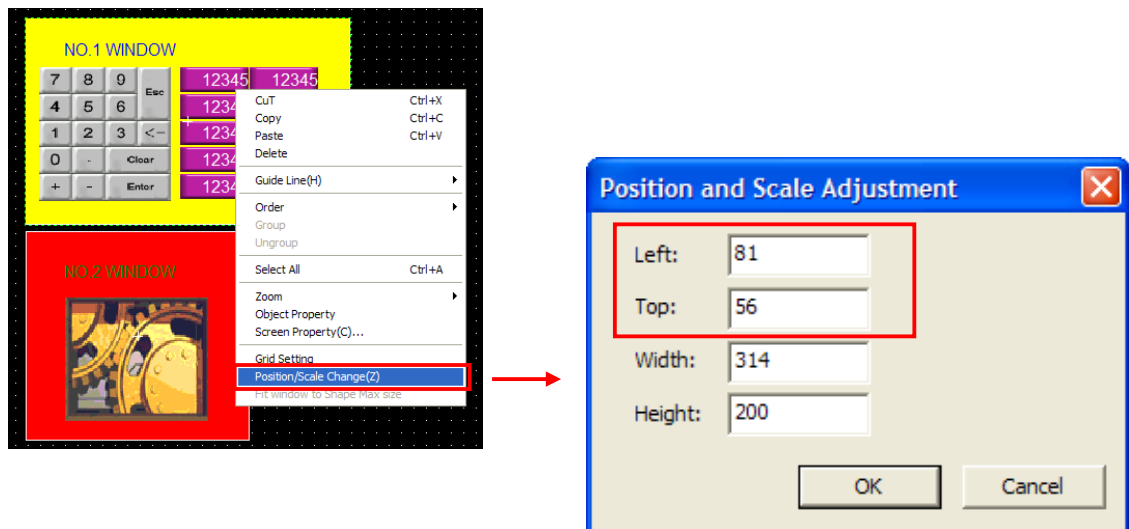 NO.1 WINDOW
7 8 9 Esc
4 5 6
1 2 3 <-
0 . Clear
+ - Enter
12345 12345
1234
1234
1234
1234
CuT Ctrl+X
Copy Ctrl+C
Paste Ctrl+V
Delete
Guide Line(H)
Order
Group
Ungroup
Select All Ctrl+A
Zoom
Object Property
Screen Property(C)...
Grid Setting
Position/Scale Change(Z)
Fit window to Shape Max size
NO.2 WINDOW
Position and Scale Adjustment
Left: 81
Top: 56
Width: 314
Height: 200
OK Cancel